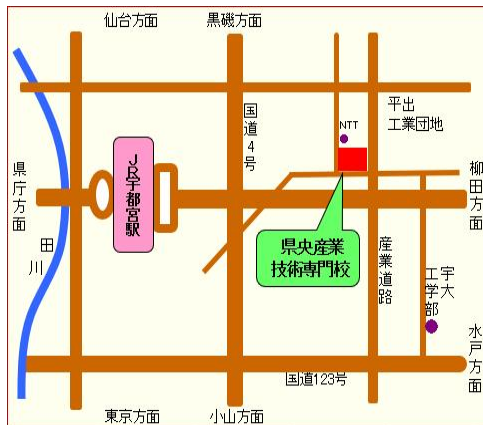 仙台方面
黒磯方面
国道4号
NTT
平出
工業団地
県庁方面
JR宇都宮駅
柳田方面
田川
県央産業
技術専門校
産業道路
宇大
工学部
水戸方面
国道123号
東京方面
小山方面